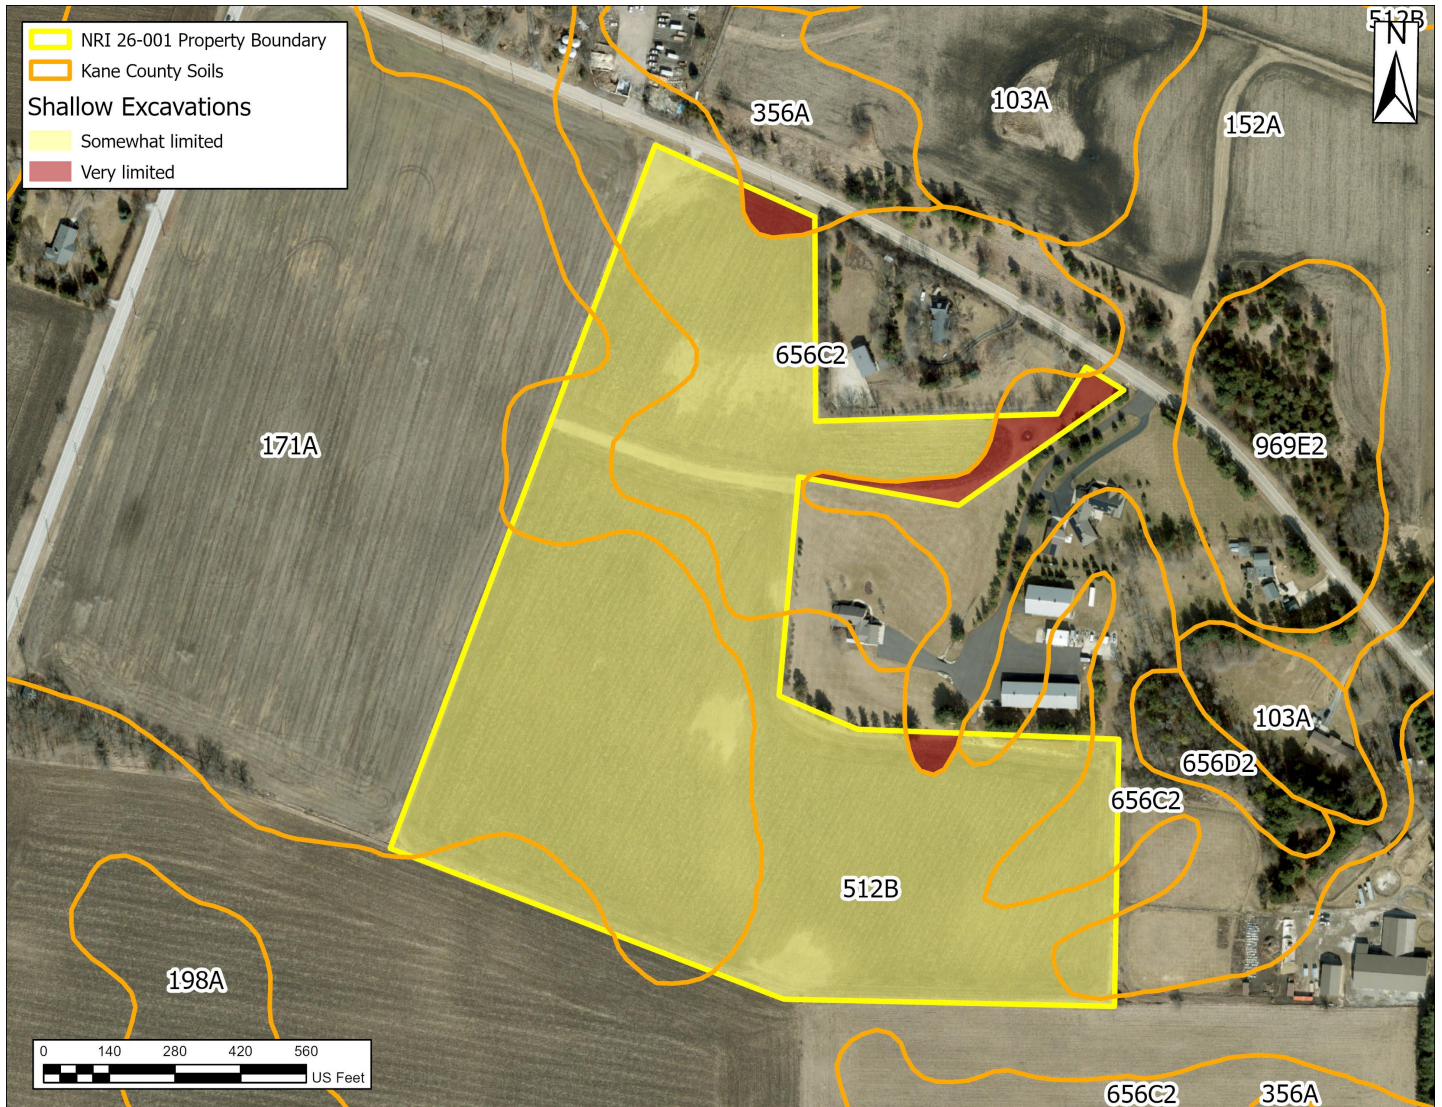 NRI 26-001 Property Boundary
Kane County Soils
Shallow Excavations
Somewhat limited
Very limited
512B
N
356A
103A
152A
656C2
171A
969E2
103A
656D2
656C2
512B
198A
0 140 280 420 560
US Feet
656C2
356A